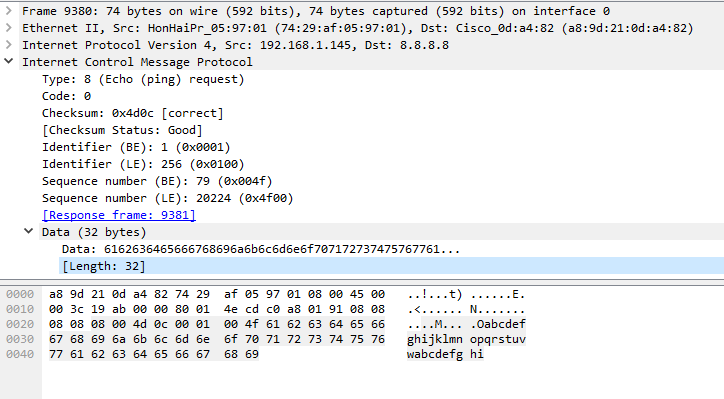 Frame 9380: 74 bytes on wire (592 bits), 74 bytes captured (592 bits) on interface 0
Ethernet II, Src: HonHaiPr_05:97:01 (74:29:af:05:97:01), Dst: Cisco_0d:a4:82 (a8:9d:21:0d:a4:82)
Internet Protocol Version 4, Src: 192.168.1.145, Dst: 8.8.8.8
Internet Control Message Protocol
Type: 8 (Echo (ping) request)
Code: 0
Checksum: 0x4d0c [correct]
[Checksum Status: Good]
Identifier (BE): 1 (0x0001)
Identifier (LE): 256 (0x0100)
Sequence number (BE): 79 (0x004f)
Sequence number (LE): 20224 (0x4f00)
[Response frame: 9381]
Data (32 bytes)
Data: 6162636465666768696a6b6c6d6e6f707172737475767761...
[Length: 32]
0000 a8 9d 21 0d a4 82 74 29 af 05 97 01 08 00 45 00 ..!...t) ......E.
0010 00 3c 19 ab 00 00 80 01 4e cd c0 a8 01 91 08 08 .<...... N.......
0020 08 08 08 00 4d 0c 00 01 00 4f 61 62 63 64 65 66 ....M... .Oabcdef
0030 67 68 69 6a 6b 6c 6d 6e 6f 70 71 72 73 74 75 76 ghijklmn opqrstuv
0040 77 61 62 63 64 65 66 67 68 69 wabcdefg hi